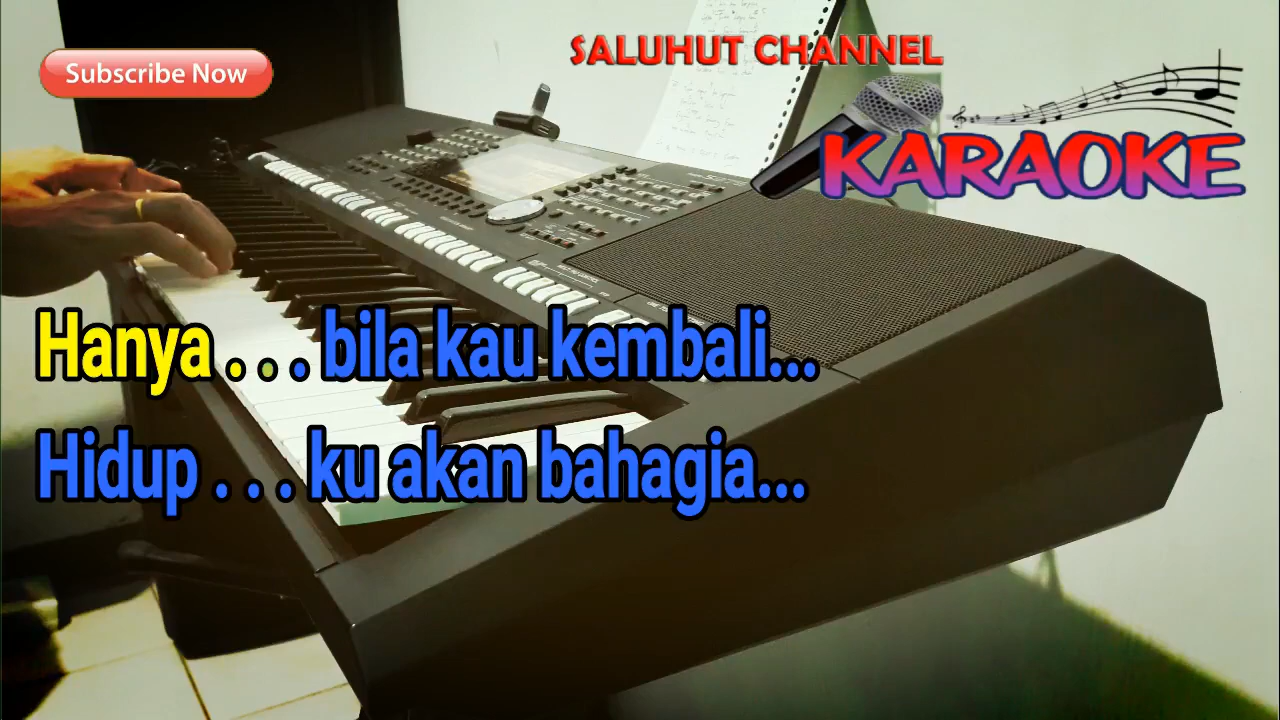 SALUHUT CHANNEL
Subscribe Now
KARAOKE
Hanya . . . bila kau kembali...
Hidup . . . ku akan bahagia...